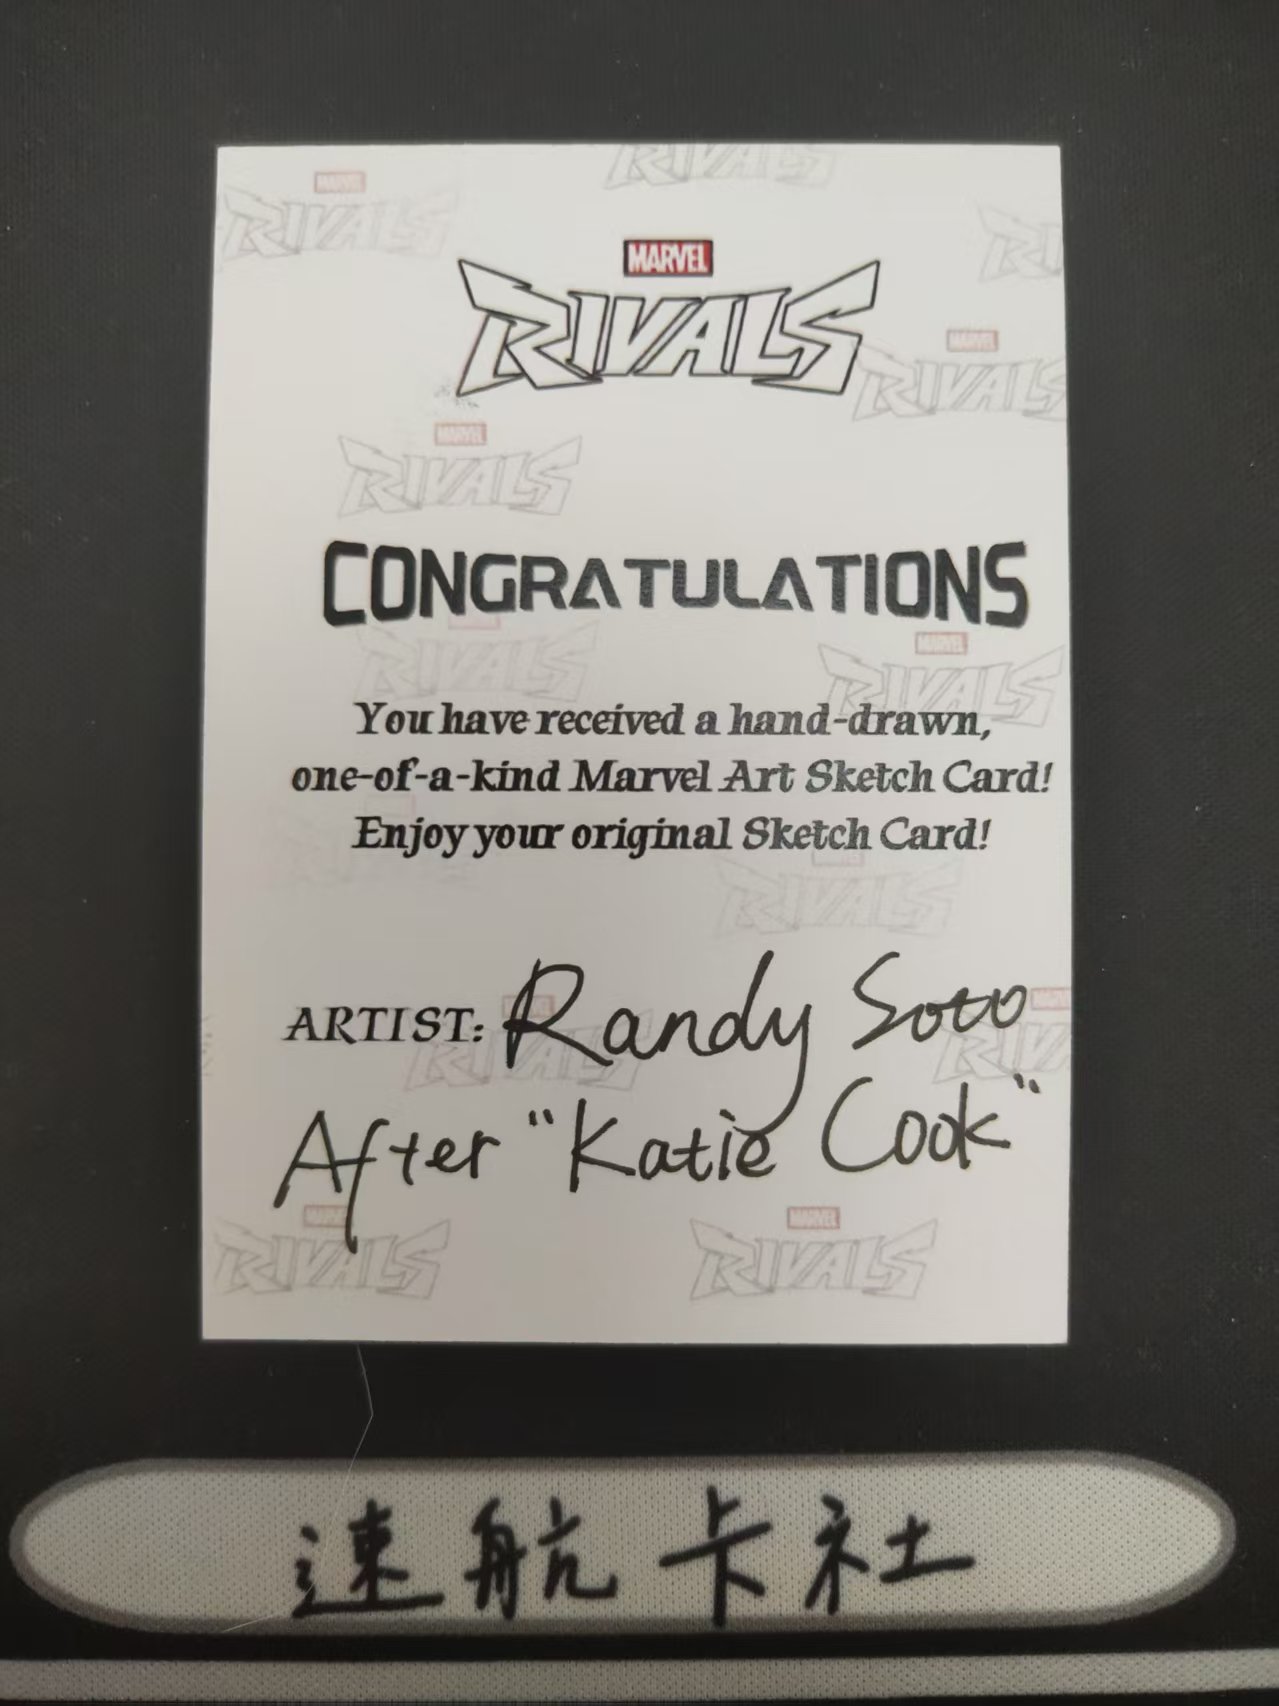 MARVEL
RIVALS
CONGRATULATIONS
You have received a hand-drawn,
one-of-a-kind Marvel Art Sketch Card!
Enjoy your original Sketch Card!
ARTIST: Randy Soto
After "Katie Cook"
速航卡社